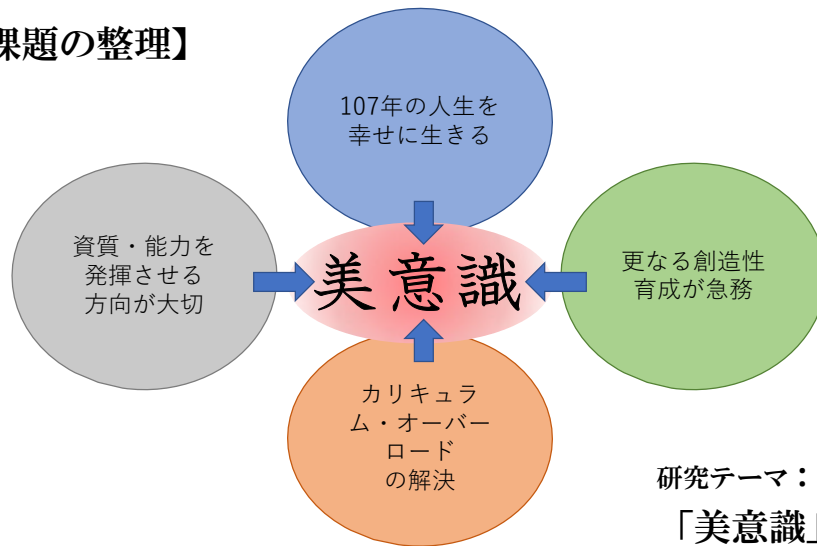 課題の整理】
107年の人生を
幸せに生きる
資質・能力を
発揮させる
方向が大切
美意識
更なる創造性
育成が急務
カリキュラ
ム・オーバー
ロード
の解決
研究テーマ：
「美意識」